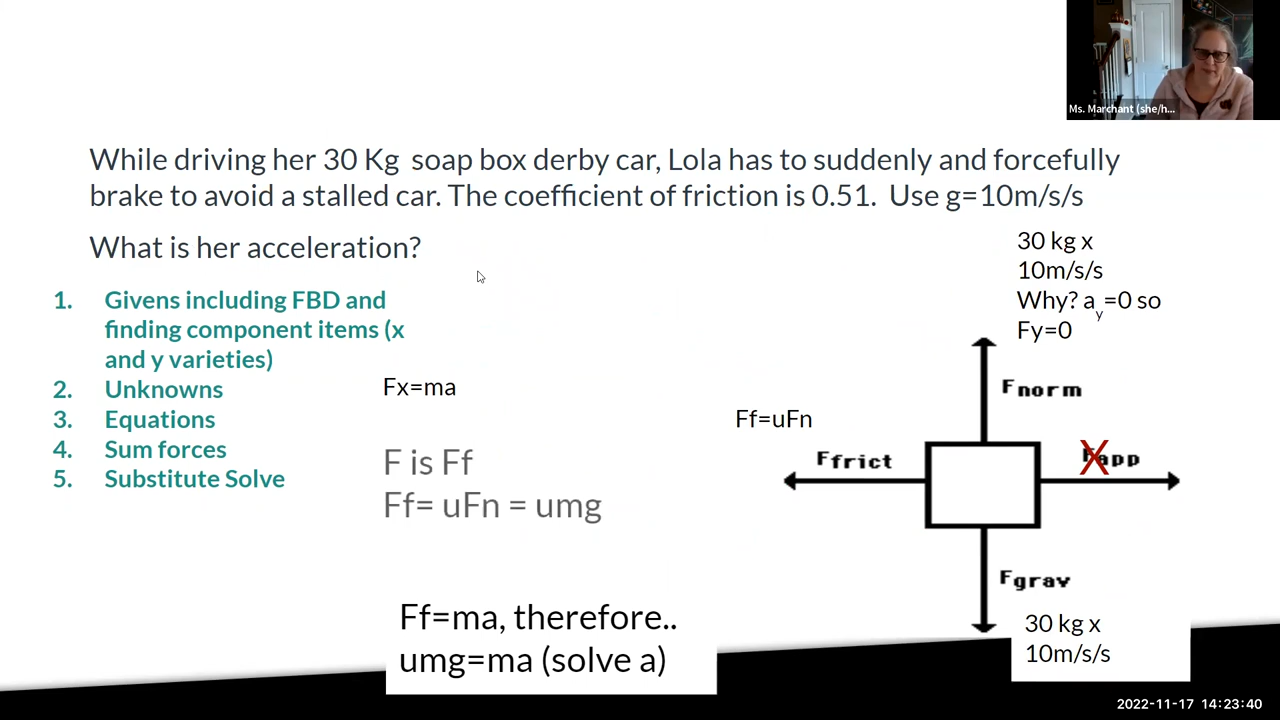 Ms. Marchant (she/h...
While driving her 30 Kg soap box derby car, Lola has to suddenly and forcefully
brake to avoid a stalled car. The coefficient of friction is 0.51. Use g=10m/s/s
What is her acceleration?
1. Givens including FBD and
finding component items (x
and y varieties)
2. Unknowns
3. Equations
4. Sum forces
5. Substitute Solve
Fx=ma
F is Ff
Ff= uFn = umg
Ff=ma, therefore..
umg=ma (solve a)
30 kg x
10m/s/s
Why? ay=0 so
Fy=0
Fnorm
Ff=uFn
Ffrict
X
app
Fgrav
30 kg x
10m/s/s
2022-11-17 14:23:40